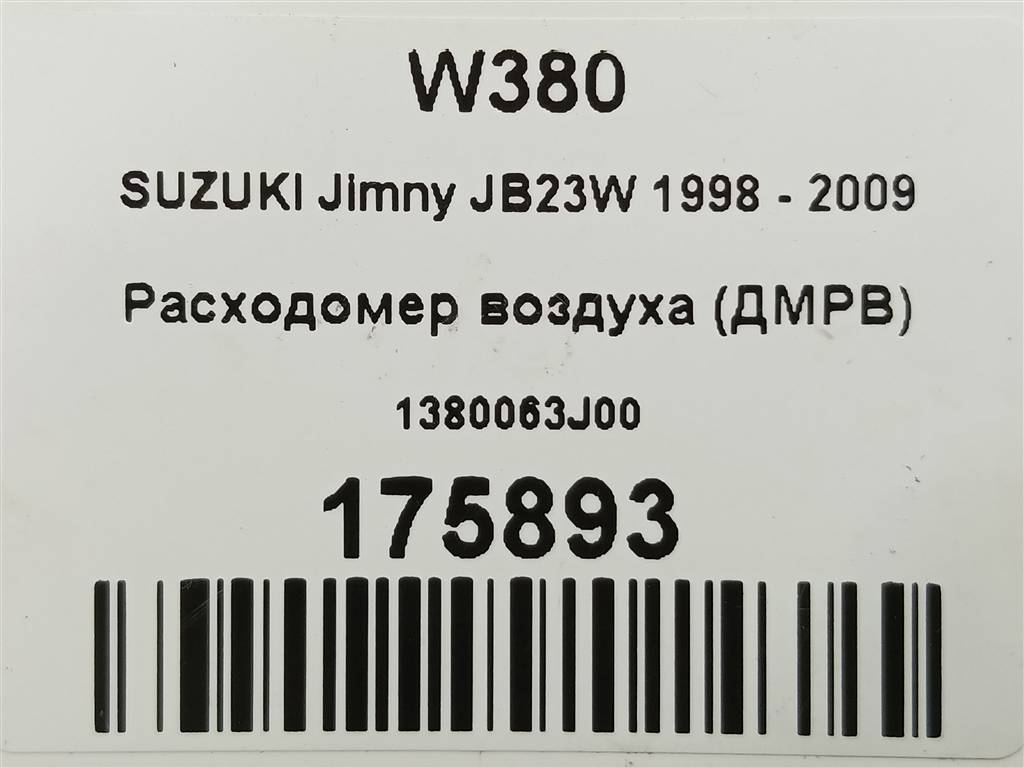 W380
SUZUKI Jimny JB23W 1998 - 2009
Расходомер воздуха (ДМРВ)
1380063J00
175893